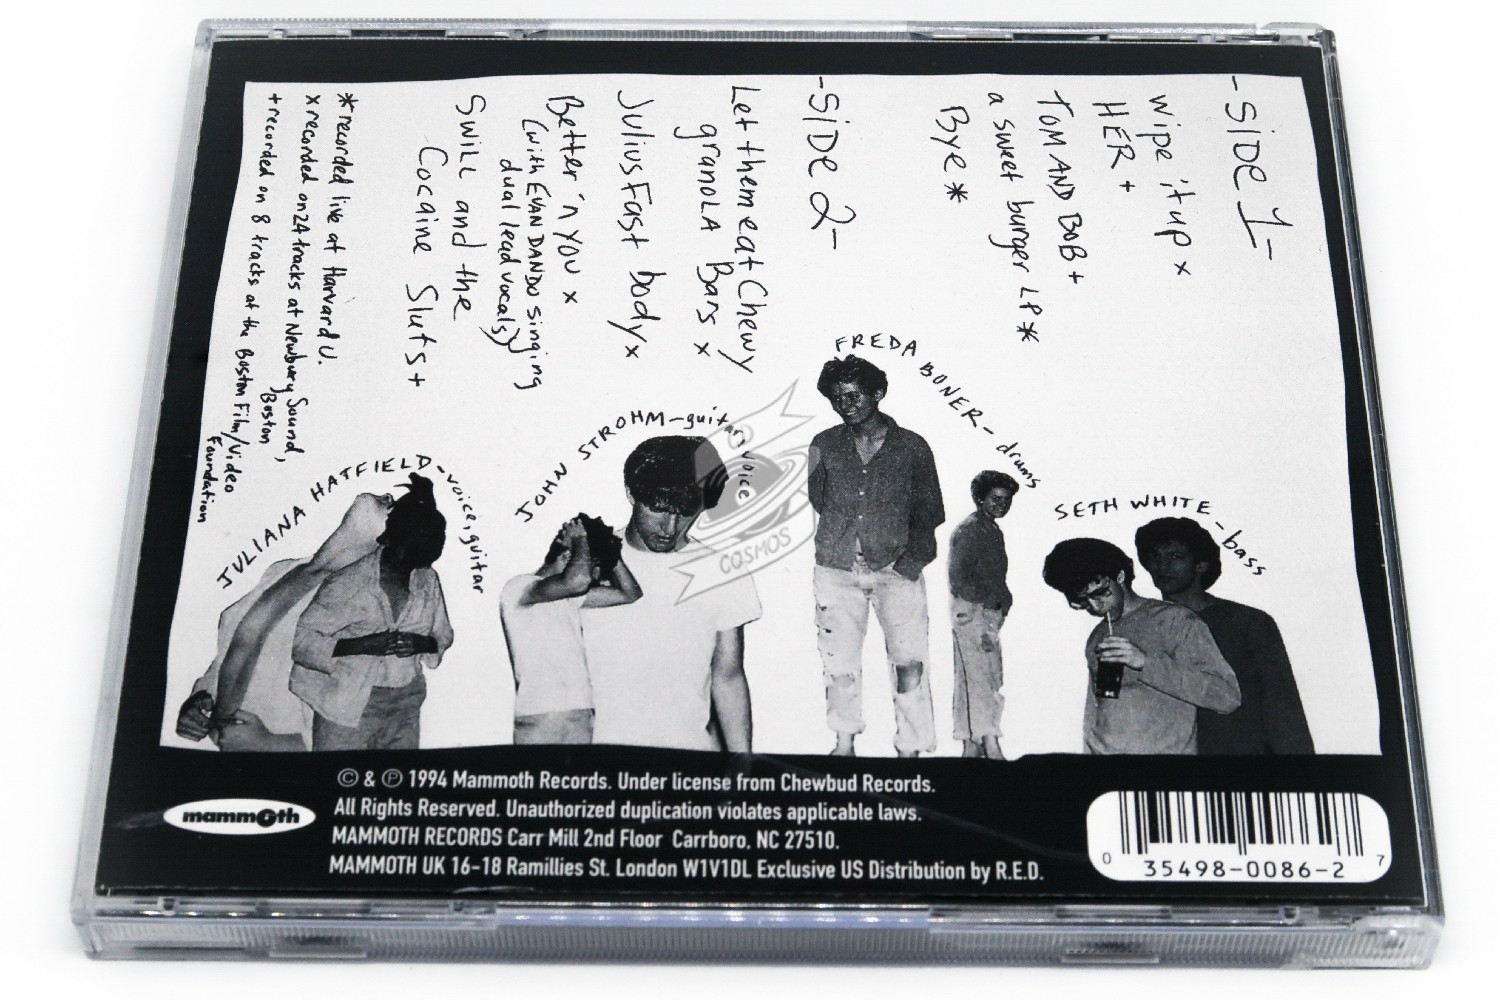 -SIDE 1-
Wipe it up x
HER +
TOM AND BOB +
a sweet burger LP *
Bye *
-SIDE 2-
Let them eat Chewy
granola Bars x
Julius Fast body x
Better 'n you x
(with EVAN DANDO singing
dual lead vocals)
Swill and the
Cocaine Sluts +
* recorded live at Harvard U.
x recorded on 24 tracks at Newbury Sound,
Boston
+ recorded on 8 tracks at the Boston Film/Video
Foundation
JULIANA HATFIELD - voice, guitar
JOHN STROHM - guitar, voice
FREDA BONER - drums
SETH WHITE - bass
COSMOS
mammoth
© & ℗ 1994 Mammoth Records. Under license from Chewbud Records.
All Rights Reserved. Unauthorized duplication violates applicable laws.
MAMMOTH RECORDS Carr Mill 2nd Floor Carrboro, NC 27510.
MAMMOTH UK 16-18 Ramillies St. London W1V1DL Exclusive US Distribution by R.E.D.
0 35498-0086-2 7